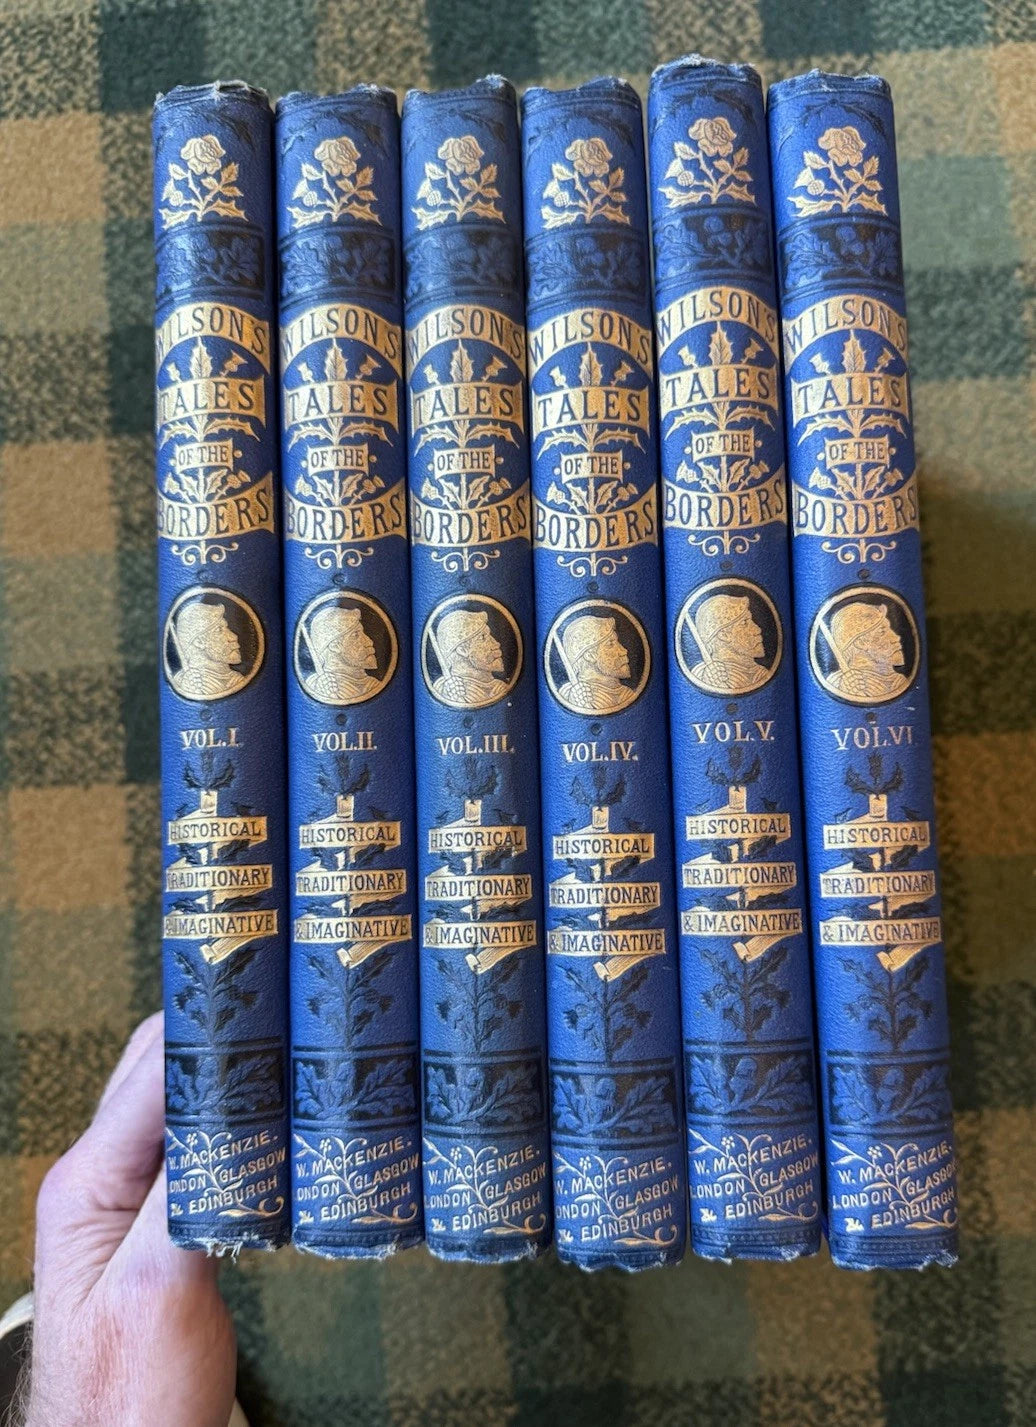 WILSON'S
TALES
OF THE
BORDERS
VOL.I.
HISTORICAL
TRADITIONARY
& IMAGINATIVE
W. MACKENZIE.
LONDON GLASGOW
& EDINBURGH
WILSON'S
TALES
OF THE
BORDERS
VOL.II.
HISTORICAL
TRADITIONARY
& IMAGINATIVE
W. MACKENZIE.
LONDON GLASGOW
& EDINBURGH
WILSON'S
TALES
OF THE
BORDERS
VOL.III.
HISTORICAL
TRADITIONARY
& IMAGINATIVE
W. MACKENZIE.
LONDON GLASGOW
& EDINBURGH
WILSON'S
TALES
OF THE
BORDERS
VOL.IV.
HISTORICAL
TRADITIONARY
& IMAGINATIVE
W. MACKENZIE.
LONDON GLASGOW
& EDINBURGH
WILSON'S
TALES
OF THE
BORDERS
VOL.V.
HISTORICAL
TRADITIONARY
& IMAGINATIVE
W. MACKENZIE.
LONDON GLASGOW
& EDINBURGH
WILSON'S
TALES
OF THE
BORDERS
VOL.VI
HISTORICAL
TRADITIONARY
& IMAGINATIVE
W. MACKENZIE.
LONDON GLASGOW
& EDINBURGH